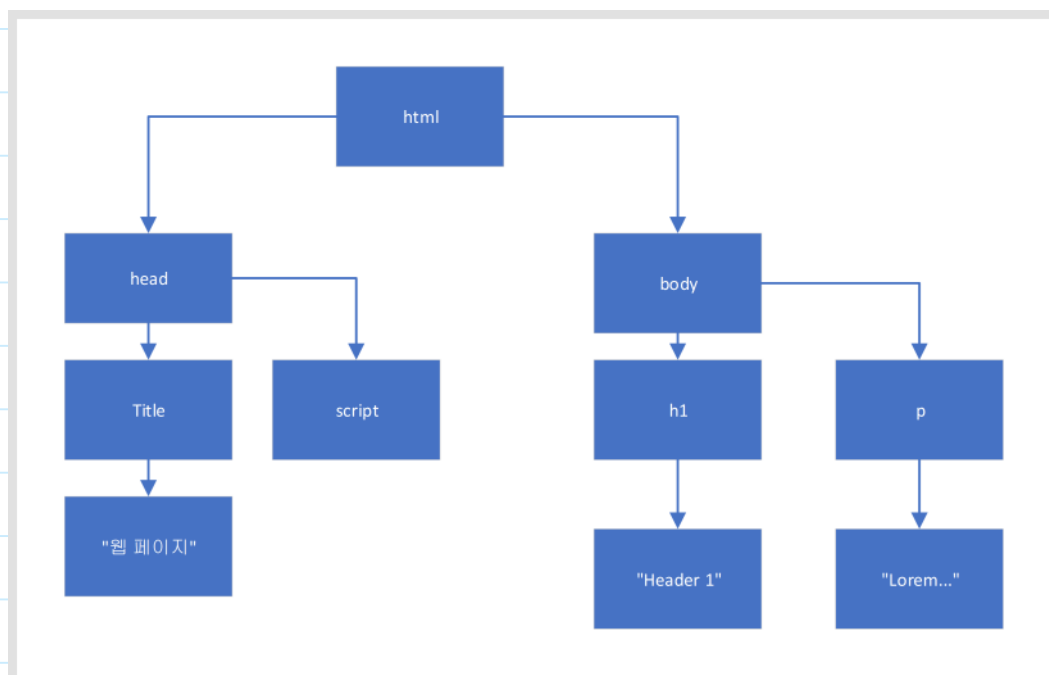 html
head
body
Title
script
h1
p
"웹 페이지"
"Header 1"
"Lorem..."